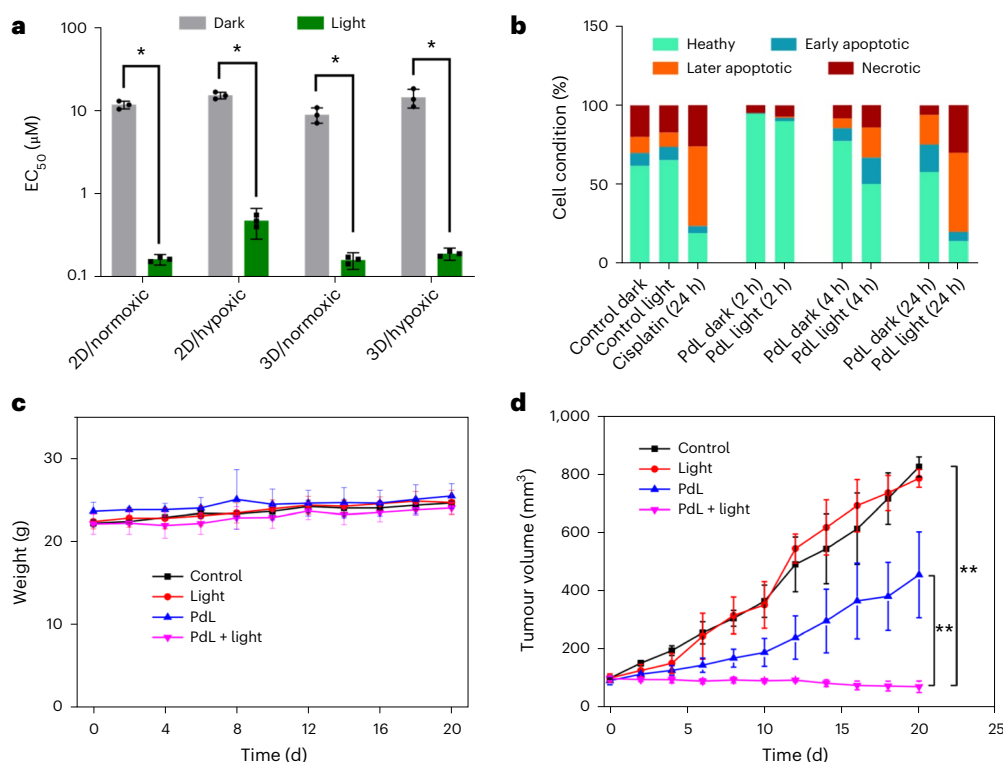 a
Dark
Light
100
10
1
0.1
EC50 (μM)
*
*
*
*
2D/normoxic
2D/hypoxic
3D/normoxic
3D/hypoxic
b
Heathy
Early apoptotic
Later apoptotic
Necrotic
150
100
50
0
Cell condition (%)
Control dark
Control light
Cisplatin (24 h)
PdL dark (2 h)
PdL light (2 h)
PdL dark (4 h)
PdL light (4 h)
PdL dark (24 h)
PdL light (24 h)
c
30
20
10
0
Weight (g)
Control
Light
PdL
PdL + light
0
4
8
12
16
20
Time (d)
d
1,000
800
600
400
200
0
Tumour volume (mm3)
Control
Light
PdL
PdL + light
**
**
0
5
10
15
20
25
Time (d)